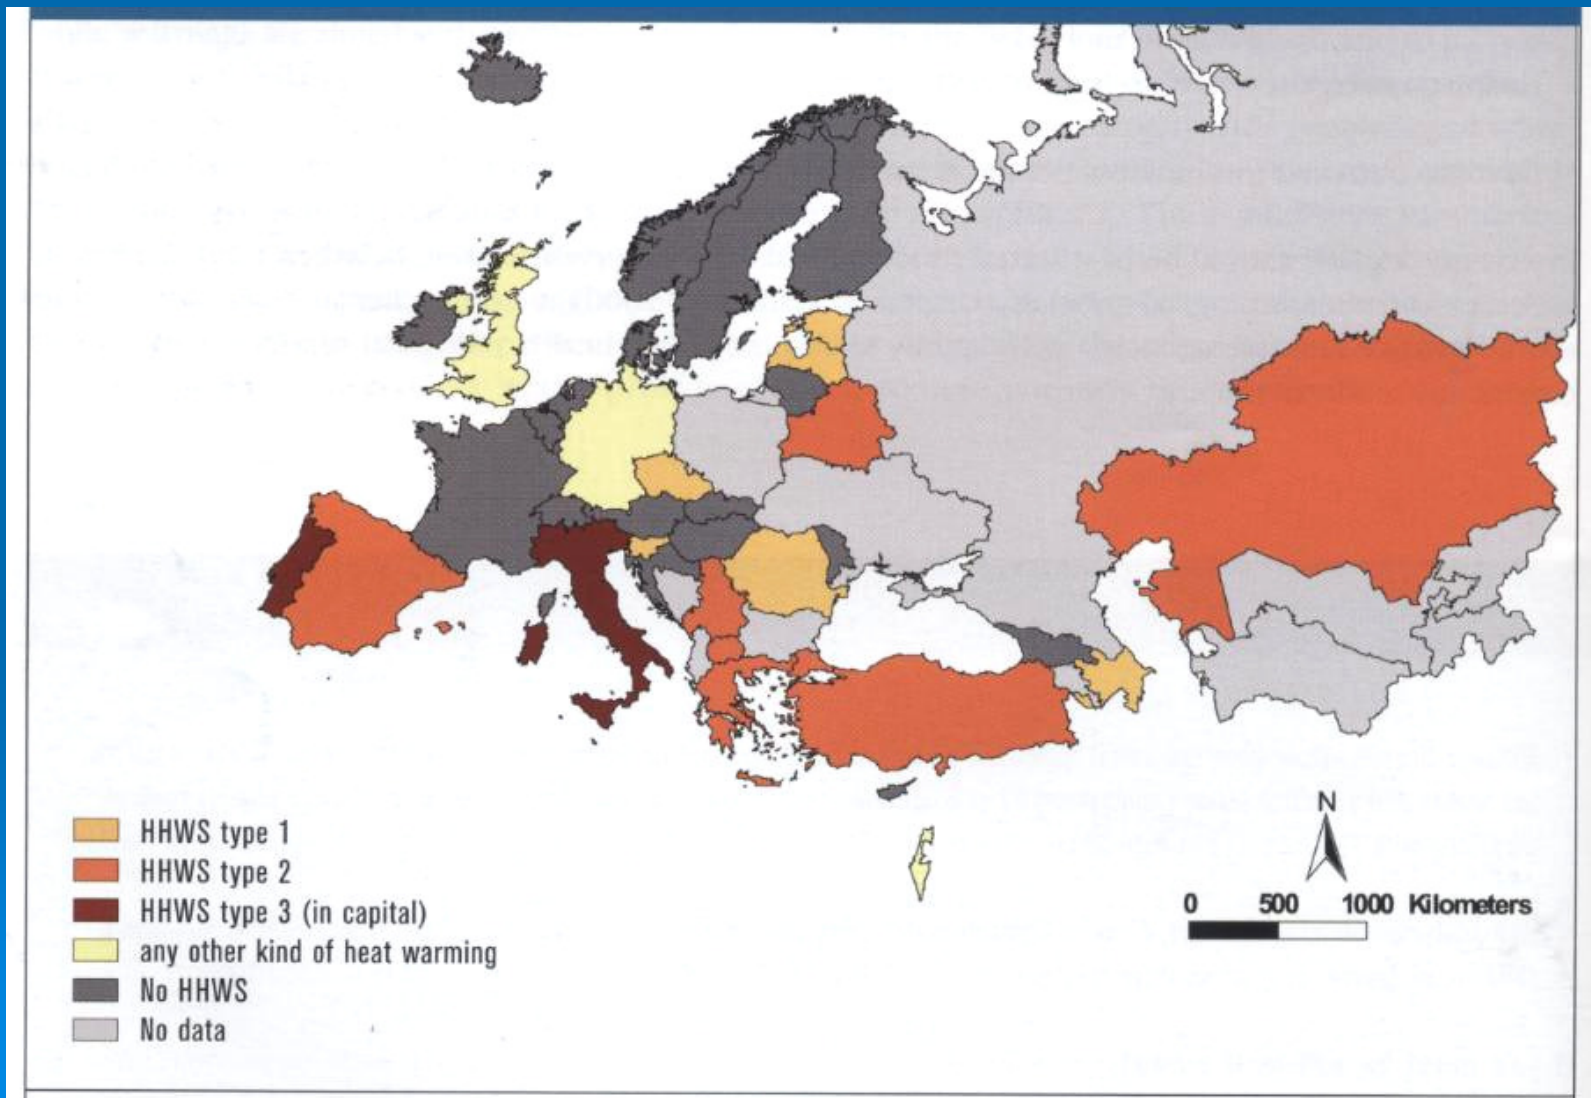 N
0 500 1000 Kilometers
HHWS type 1
HHWS type 2
HHWS type 3 (in capital)
any other kind of heat warming
No HHWS
No data